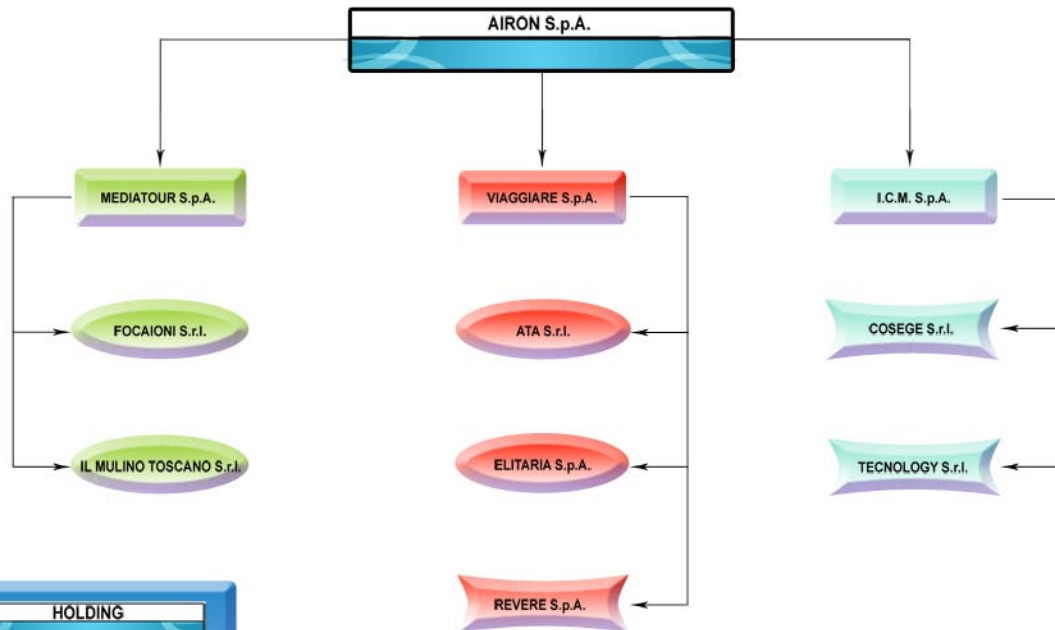 AIRON S.p.A.
MEDIATOUR S.p.A.
VIAGGIARE S.p.A.
I.C.M. S.p.A.
FOCAIONI S.r.l.
ATA S.r.l.
COSEGE S.r.l.
IL MULINO TOSCANO S.r.l.
ELITARIA S.p.A.
TECNOLOGY S.r.l.
REVERE S.p.A.
HOLDING